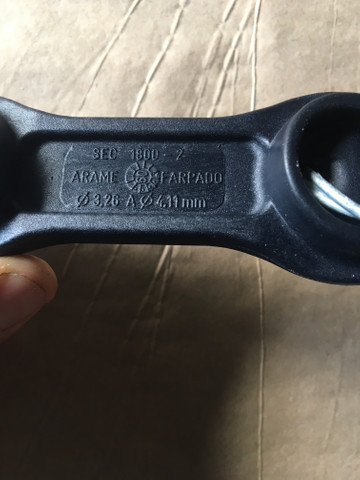 SEC 1800 - 2
ARAME FARPADO
Ø 3,26 A Ø 4.11 mm